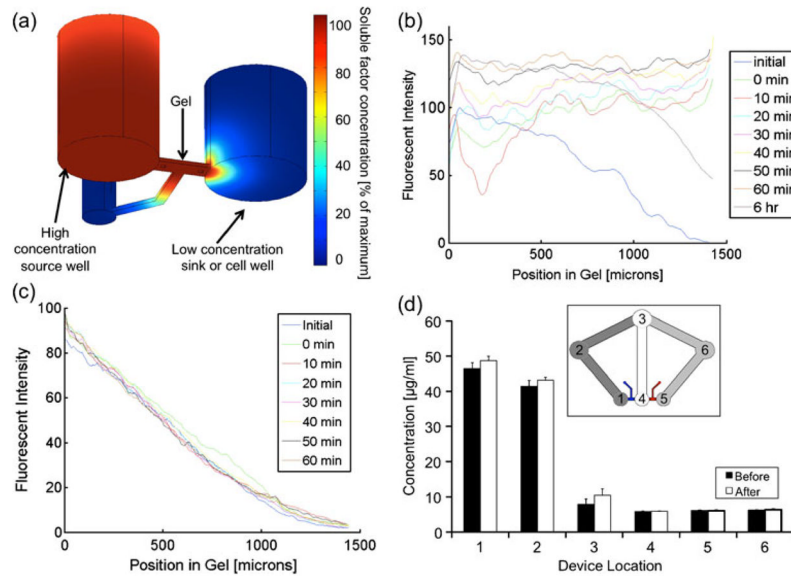 (a)
Gel
High
concentration
source well
Low concentration
sink or cell well
100
80
60
40
20
0
Soluble factor concentration [% of maximum]
(b)
Fluorescent Intensity
150
100
50
0
0
500
1000
1500
Position in Gel [microns]
initial
0 min
10 min
20 min
30 min
40 min
50 min
60 min
6 hr
(c)
Fluorescent Intensity
100
80
60
40
20
0
0
500
1000
1500
Position in Gel [microns]
Initial
0 min
10 min
20 min
30 min
40 min
50 min
60 min
(d)
Concentration [µg/ml]
60
50
40
30
20
10
0
1
2
3
4
5
6
Device Location
3
2
6
1
4
5
Before
After